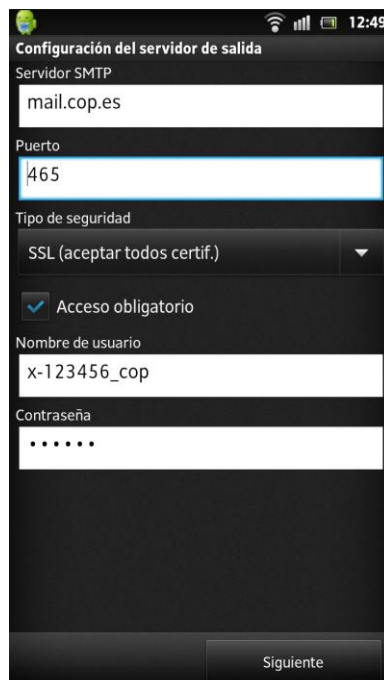 12:49
Configuración del servidor de salida
Servidor SMTP
mail.cop.es
Puerto
465
Tipo de seguridad
SSL (aceptar todos certif.)
Acceso obligatorio
Nombre de usuario
x-123456_cop
Contraseña
••••••
Siguiente